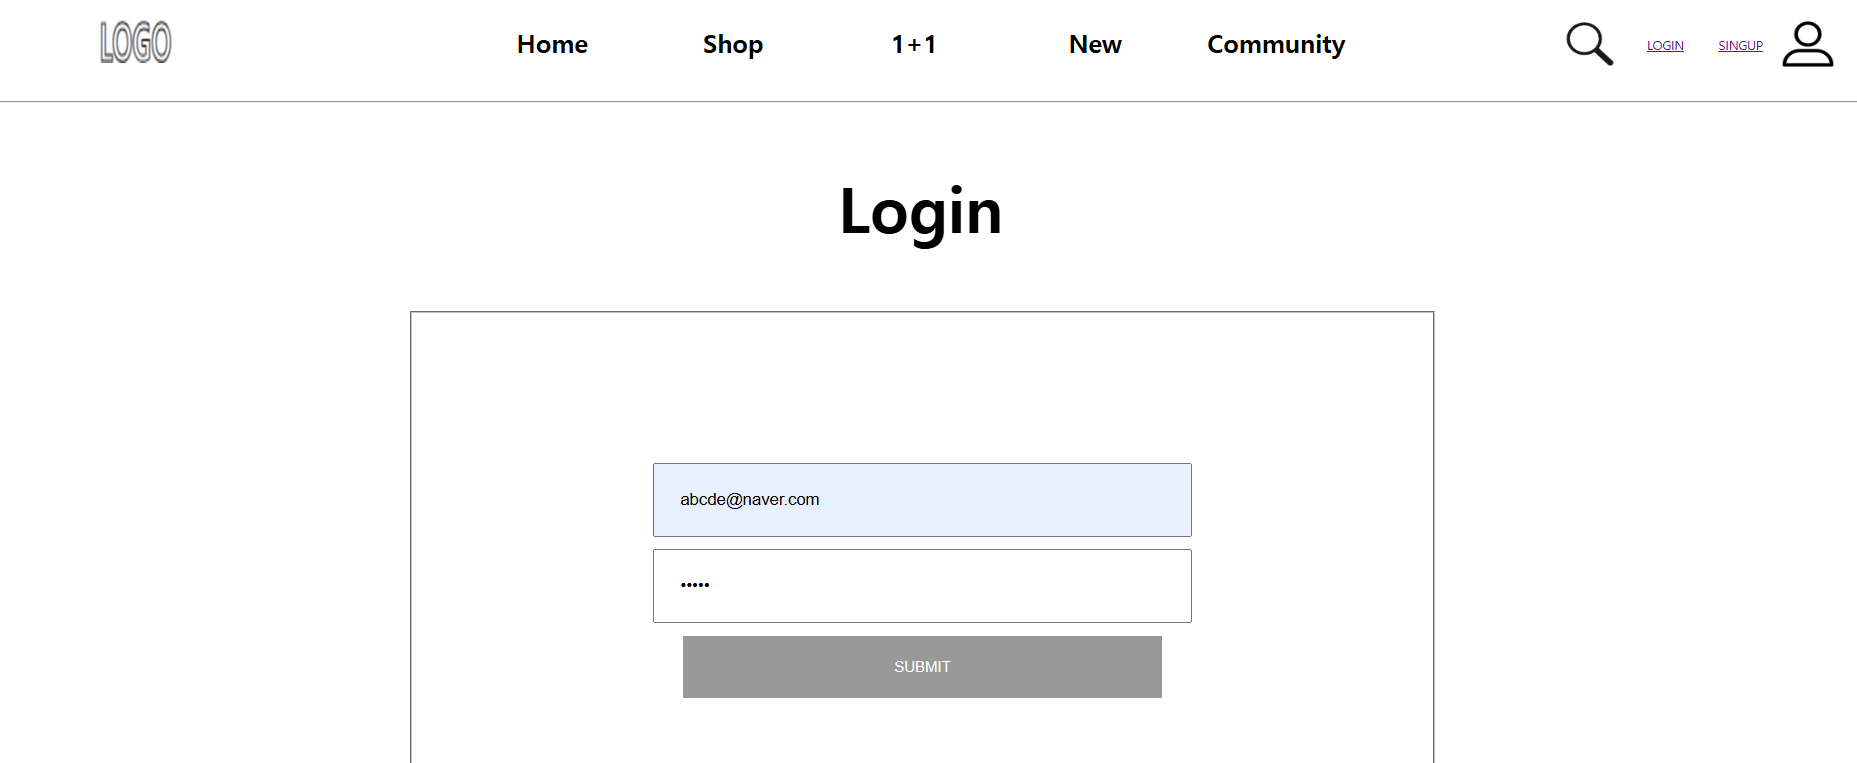 LOGO Home Shop 1+1 New Community LOGIN SINGUP
Login
abcde@naver.com
•••••
SUBMIT